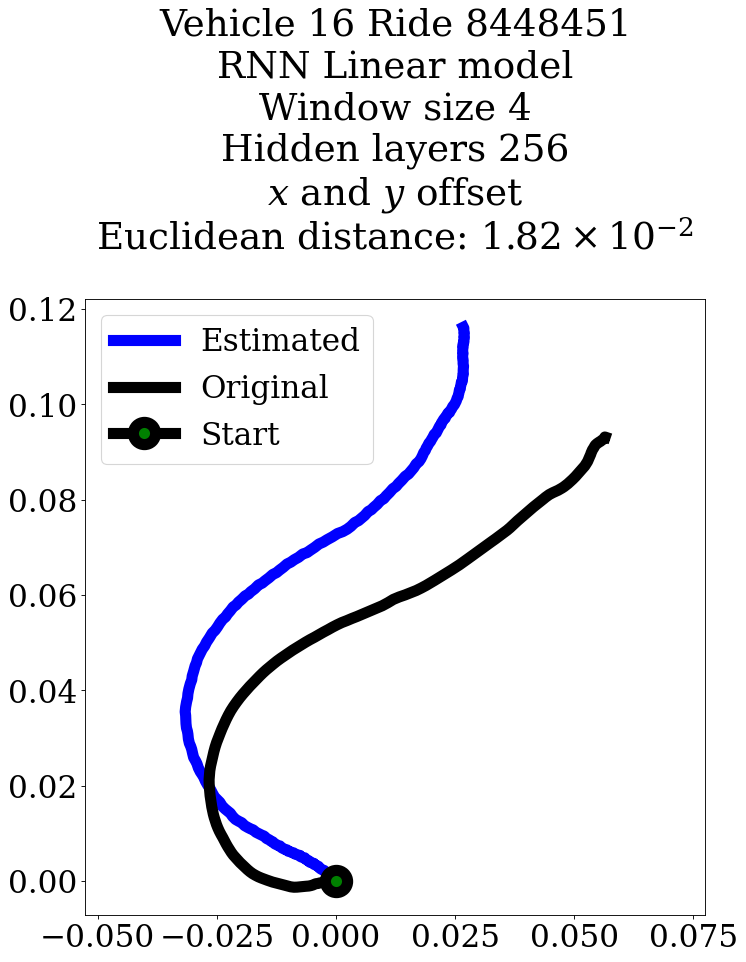 Vehicle 16 Ride 8448451
RNN Linear model
Window size 4
Hidden layers 256
x and y offset
Euclidean distance: 1.82 × 10⁻²
0.12
0.10
0.08
0.06
0.04
0.02
0.00
Estimated
Original
Start
−0.050 −0.025 0.000 0.025 0.050 0.075